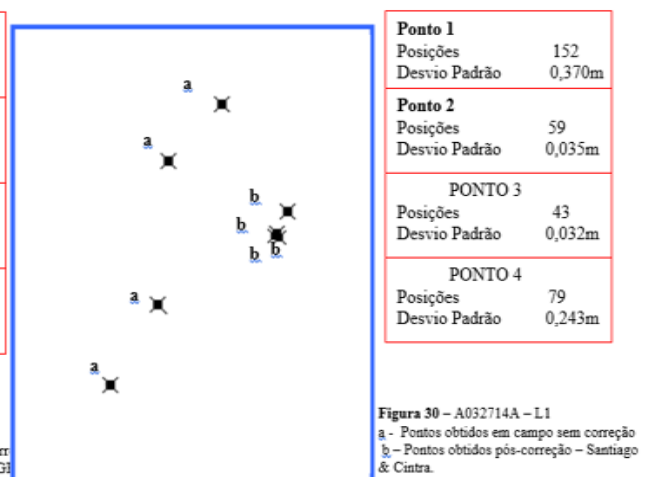 a
a
b
b
b b
a
a
Ponto 1
Posições 152
Desvio Padrão 0,370m
Ponto 2
Posições 59
Desvio Padrão 0,035m
PONTO 3
Posições 43
Desvio Padrão 0,032m
PONTO 4
Posições 79
Desvio Padrão 0,243m
Figura 30 – A032714A – L1
a - Pontos obtidos em campo sem correção
b – Pontos obtidos pós-correção – Santiago
& Cintra.